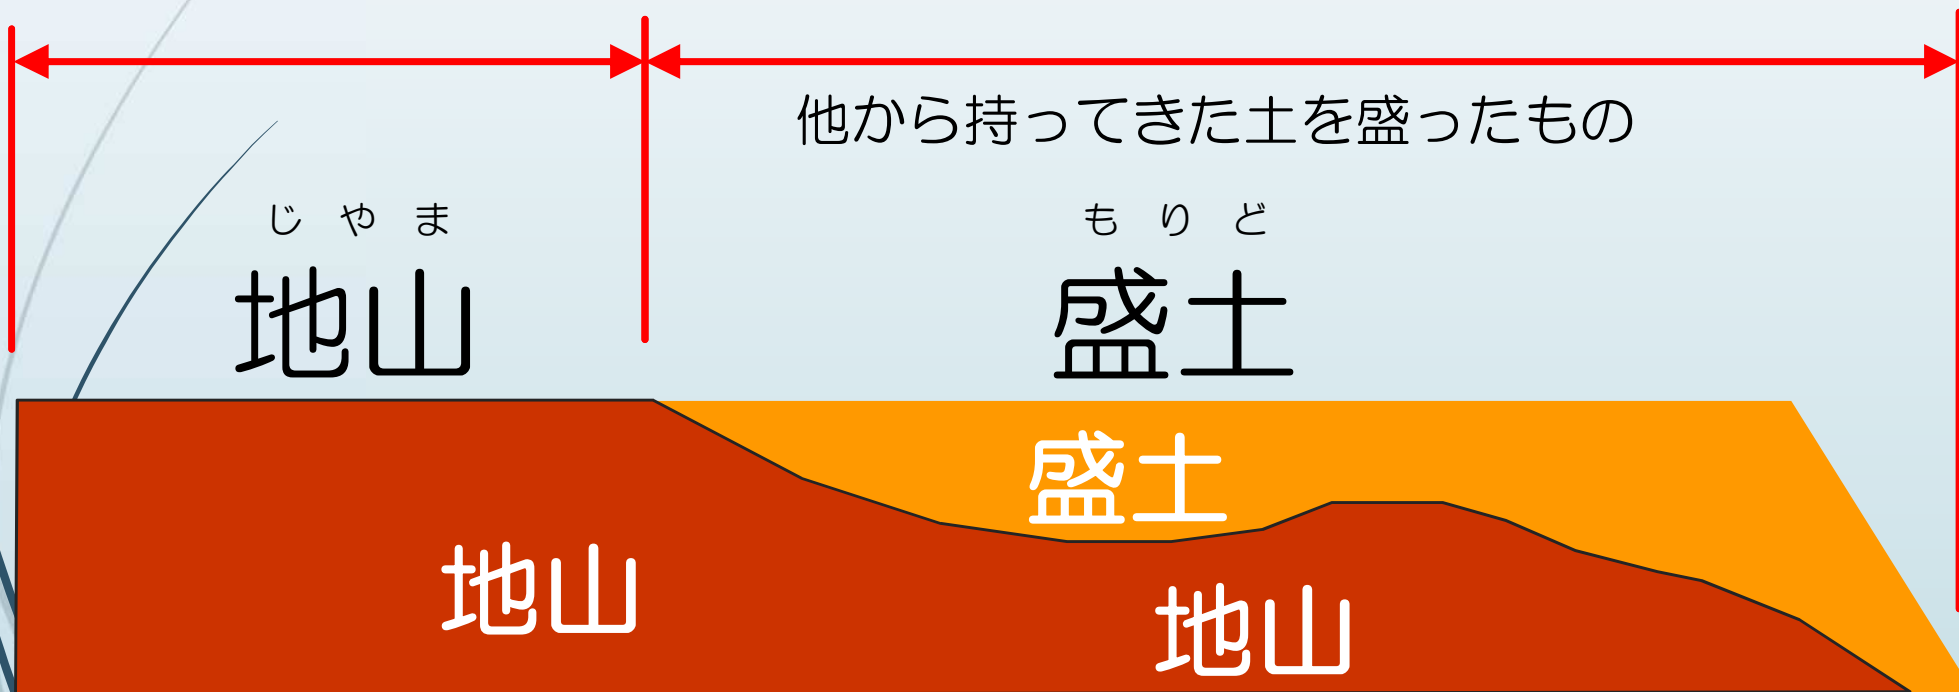 他から持ってきた土を盛ったもの
じやま
もりど
地山
盛土
盛土
地山
地山